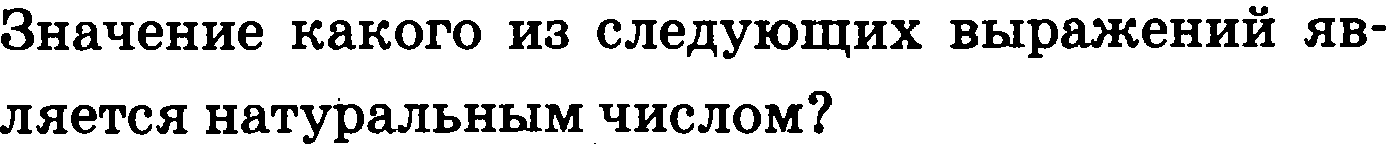 Значение какого из следующих выражений яв-
ляется натуральным числом?